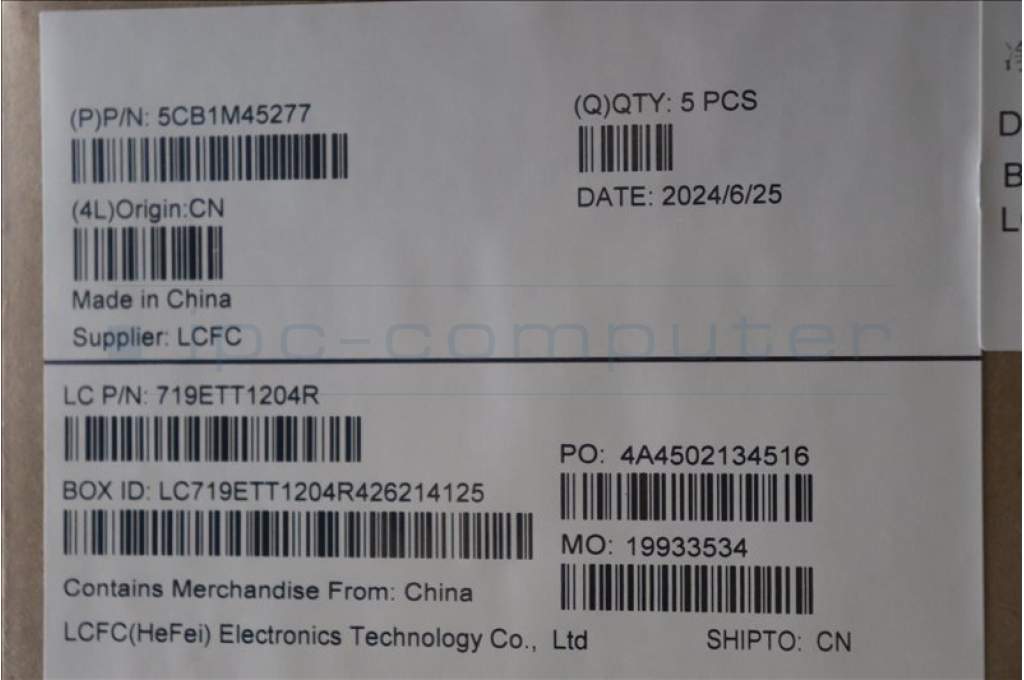 (P)P/N: 5CB1M45277
(Q)QTY: 5 PCS
DATE: 2024/6/25
(4L)Origin:CN
Made in China
Supplier: LCFC
ipc-computer
LC P/N: 719ETT1204R
PO: 4A4502134516
BOX ID: LC719ETT1204R426214125
MO: 19933534
Contains Merchandise From: China
LCFC(HeFei) Electronics Technology Co., Ltd
SHIPTO: CN
D
B